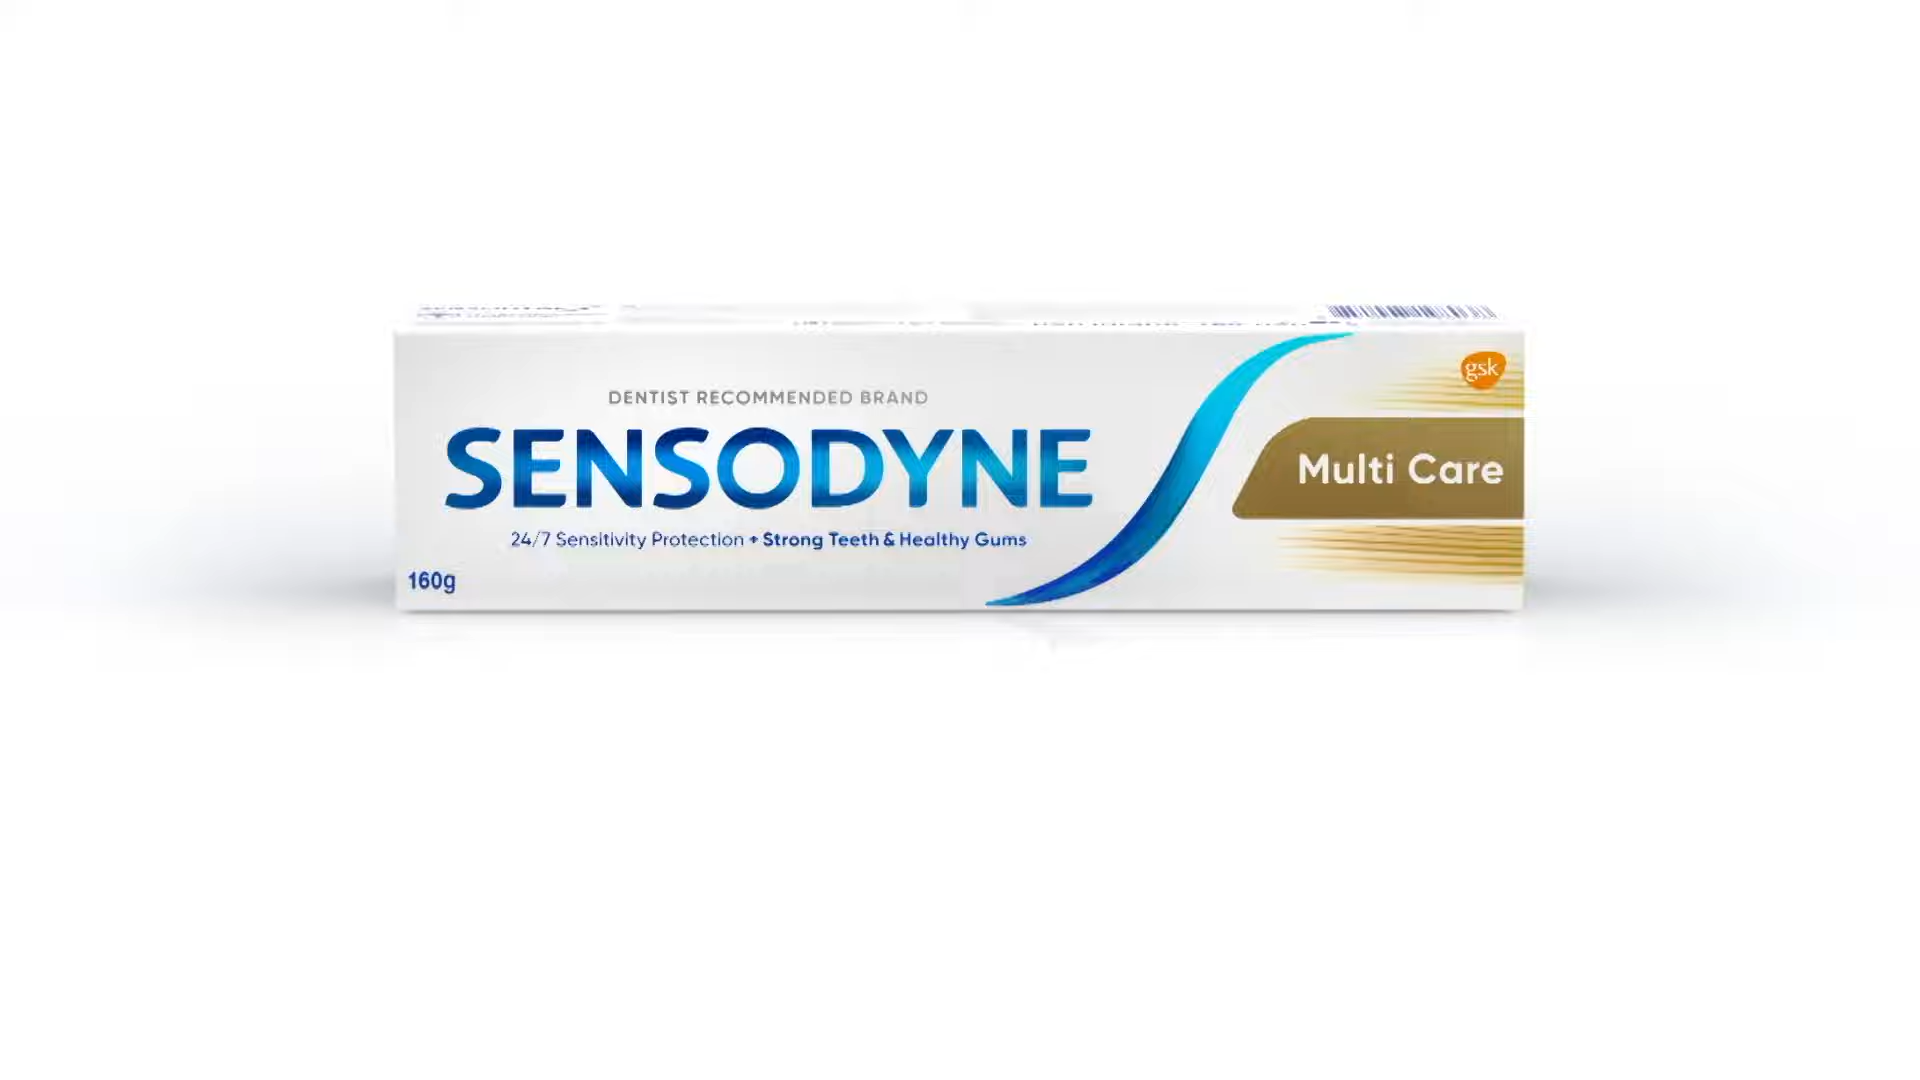 DENTIST RECOMMENDED BRAND
SENSODYNE
24/7 Sensitivity Protection + Strong Teeth & Healthy Gums
160g
gsk
Multi Care